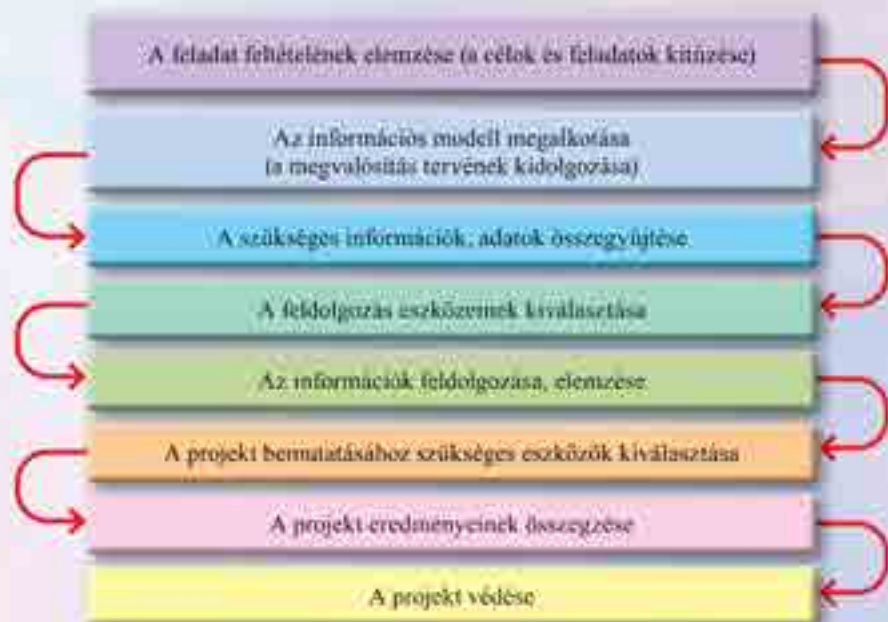 A feladat feltételének elemzése (a célok és feladatok kitűzése)
Az információs modell megalkotása
(a megvalósítás tervének kidolgozása)
A szükséges információk, adatok összegyűjtése
A feldolgozás eszközeinek kiválasztása
Az információk feldolgozása, elemzése
A projekt bemutatásához szükséges eszközök kiválasztása
A projekt eredményeinek összegzése
A projekt védése